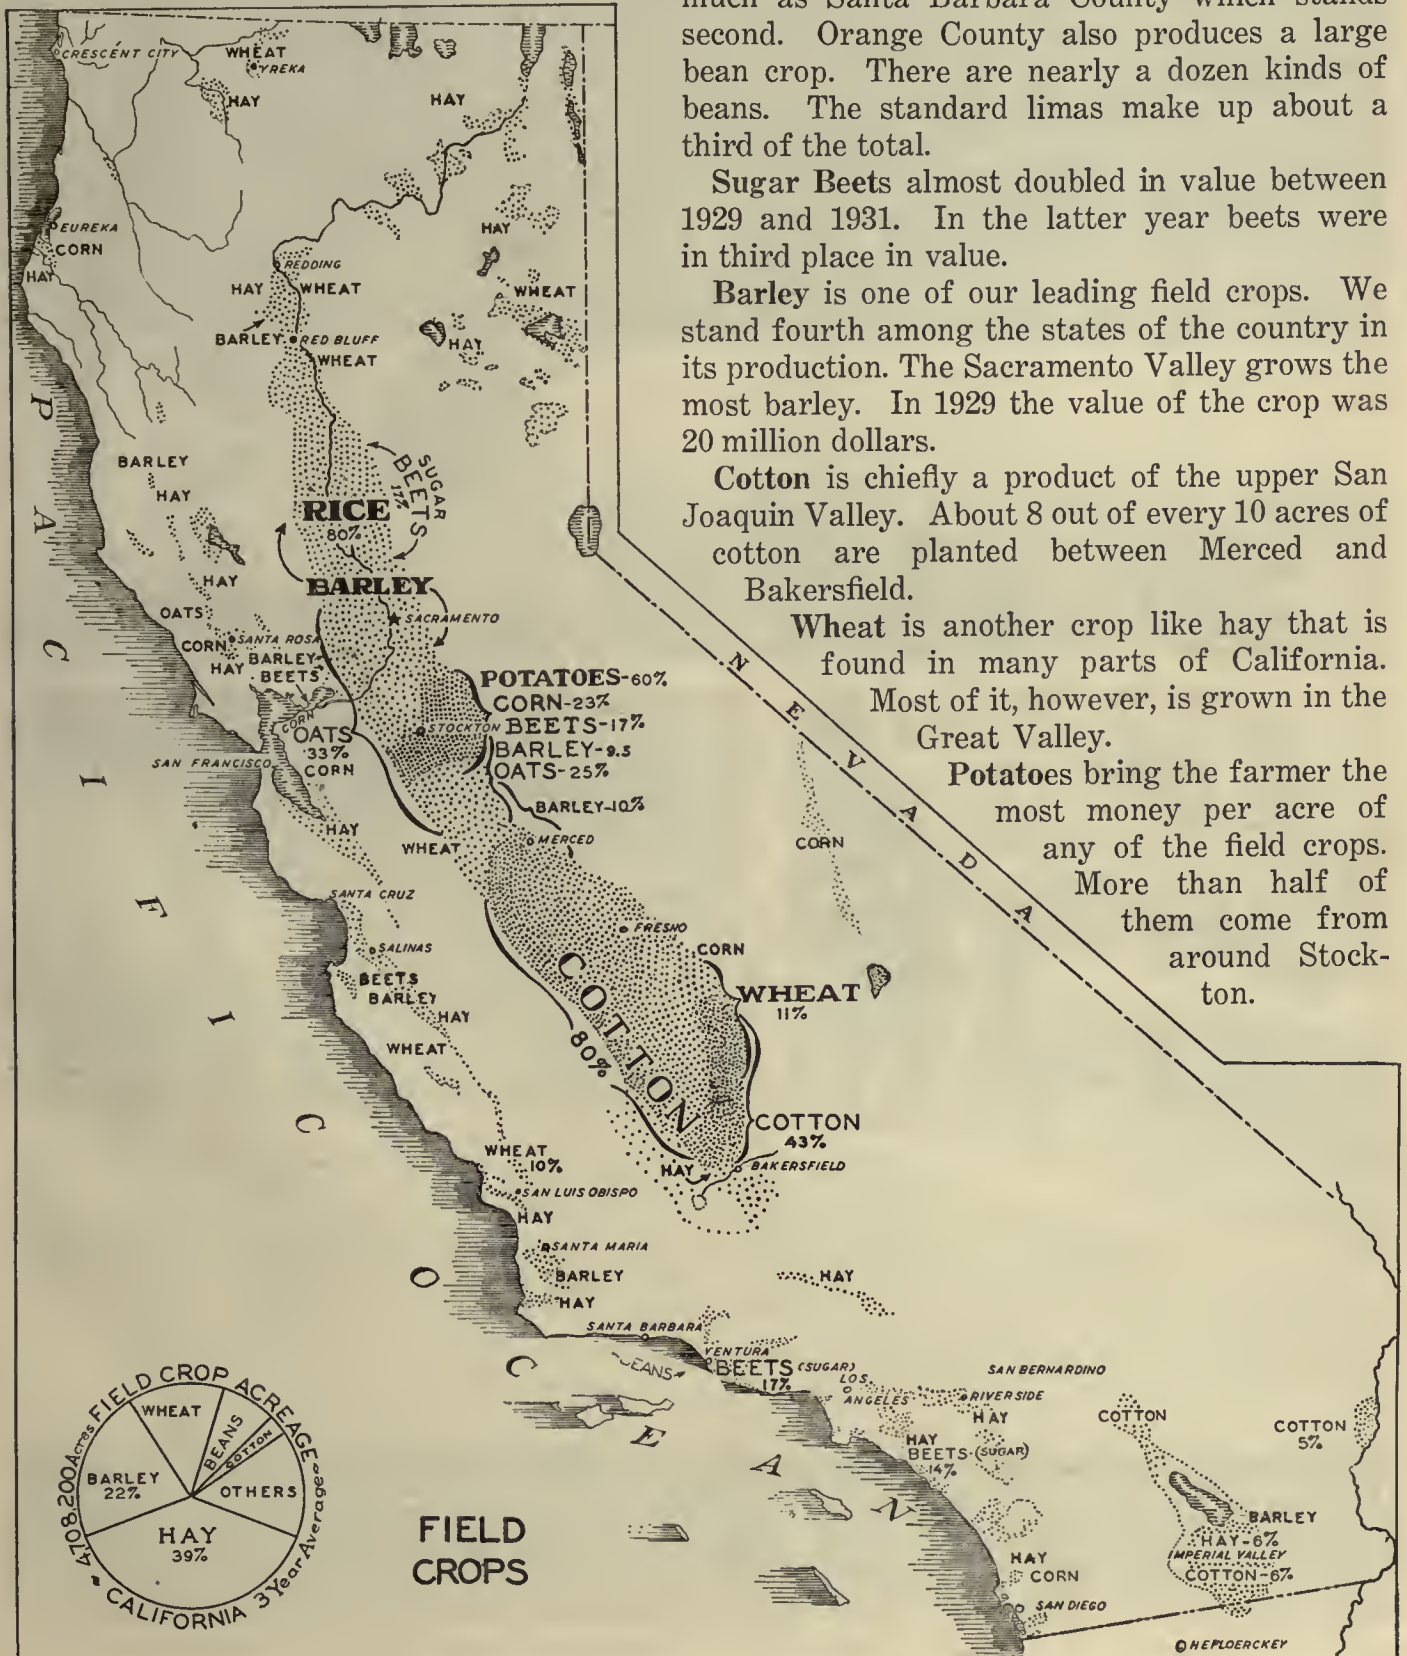 much as Santa Barbara County which stands
second. Orange County also produces a large
bean crop. There are nearly a dozen kinds of
beans. The standard limas make up about a
third of the total.
Sugar Beets almost doubled in value between
1929 and 1931. In the latter year beets were
in third place in value.
Barley is one of our leading field crops. We
stand fourth among the states of the country in
its production. The Sacramento Valley grows the
most barley. In 1929 the value of the crop was
20 million dollars.
Cotton is chiefly a product of the upper San
Joaquin Valley. About 8 out of every 10 acres of
cotton are planted between Merced and
Bakersfield.
Wheat is another crop like hay that is
found in many parts of California.
Most of it, however, is grown in the
Great Valley.
Potatoes bring the farmer the
most money per acre of
any of the field crops.
More than half of
them come from
around Stock-
ton.
CRESCENT CITY
WHEAT
YREKA
HAY
HAY
EUREKA
CORN
HAY
HAY
REDDING
HAY
WHEAT
WHEAT
BARLEY
RED BLUFF
HAY
WHEAT
BARLEY
HAY
SUGAR
BEETS
17%
RICE
80%
HAY
BARLEY
OATS
SACRAMENTO
CORN
SANTA ROSA
HAY
BARLEY
BEETS
POTATOES-60%
CORN-23%
STOCKTON
BEETS-17%
BARLEY-9.5
OATS-25%
CORN
OATS
33%
CORN
SAN FRANCISCO
BARLEY-10%
HAY
WHEAT
MERCED
CORN
SANTA CRUZ
FRESNO
SALINAS
CORN
BEETS
BARLEY
HAY
WHEAT
11%
WHEAT
COTTON
80%
COTTON
43%
WHEAT
10%
HAY
BAKERSFIELD
SAN LUIS OBISPO
HAY
SANTA MARIA
BARLEY
HAY
HAY
SANTA BARBARA
VENTURA
BEANS
BEETS (SUGAR)
17%
LOS
ANGELES
SAN BERNARDINO
RIVERSIDE
HAY
HAY
BEETS-(SUGAR)
14%
COTTON
COTTON
5%
BARLEY
HAY-6%
IMPERIAL VALLEY
COTTON-6%
HAY
CORN
SAN DIEGO
NEVADA
PACIFIC OCEAN
FIELD CROP ACREAGE
WHEAT
BEANS
COTTON
OTHERS
BARLEY
22%
HAY
39%
4,708,200 Acres
CALIFORNIA 3 Year Average
FIELD
CROPS
© HEFLOERCKEY